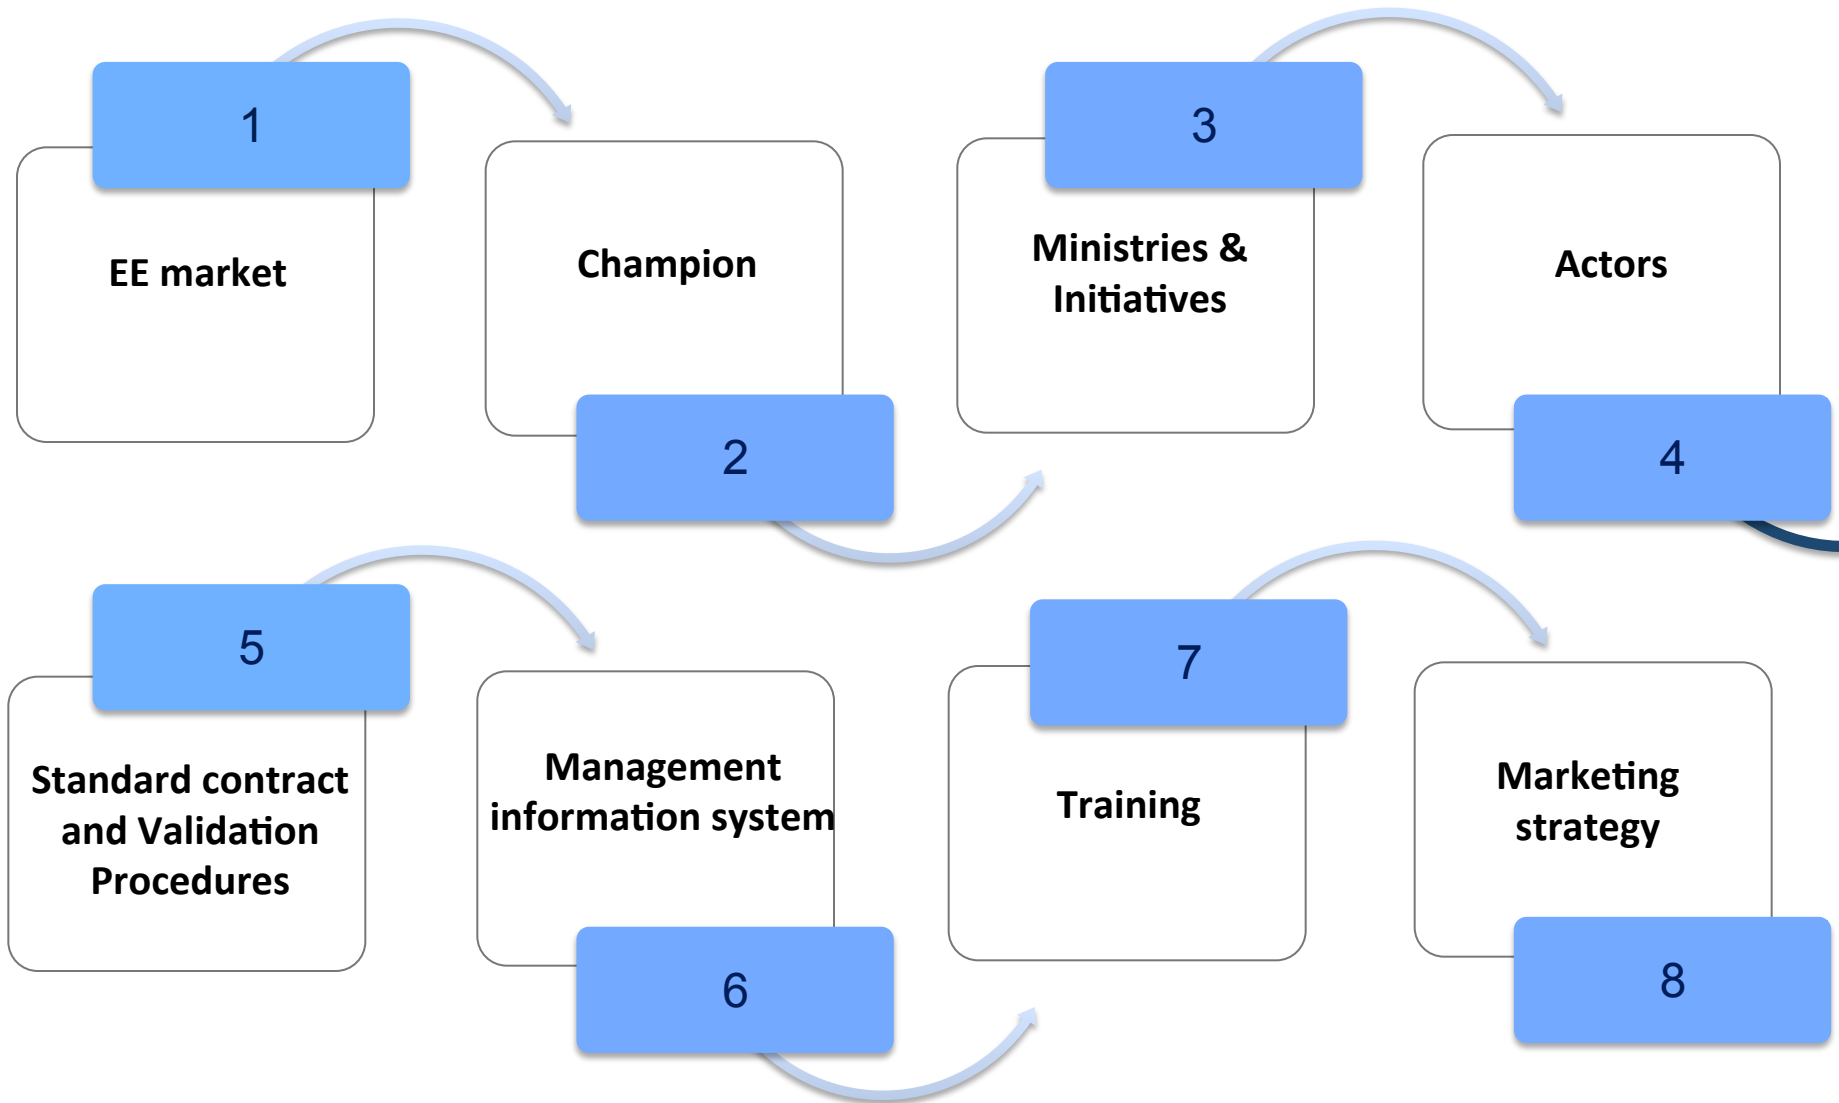 1
EE market
Champion
2
3
Ministries &
Initiatives
Actors
4
5
Standard contract
and Validation
Procedures
Management
information system
6
7
Training
Marketing
strategy
8